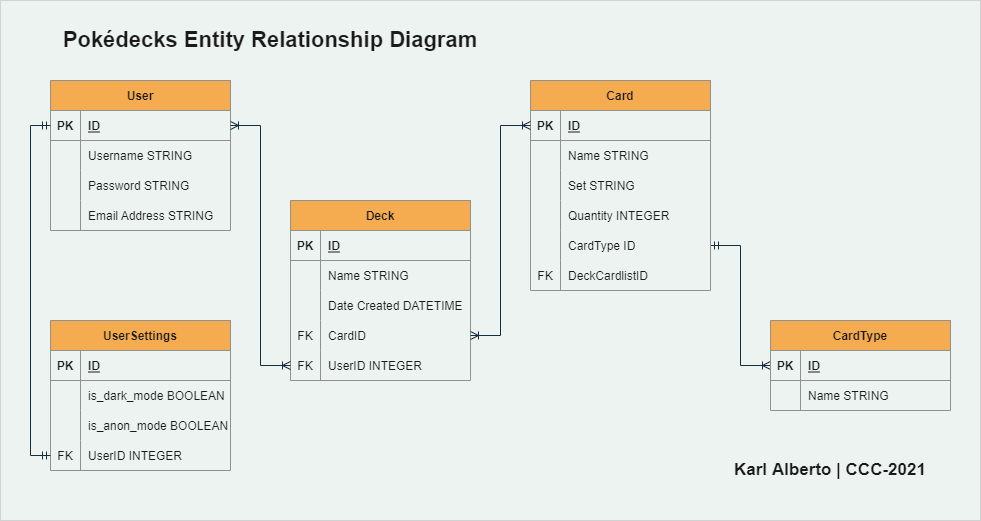 Pokédecks Entity Relationship Diagram
User
PK ID
Username STRING
Password STRING
Email Address STRING
UserSettings
PK ID
is_dark_mode BOOLEAN
is_anon_mode BOOLEAN
FK UserID INTEGER
Deck
PK ID
Name STRING
Date Created DATETIME
FK CardID
FK UserID INTEGER
Card
PK ID
Name STRING
Set STRING
Quantity INTEGER
CardType ID
FK DeckCardlistID
CardType
PK ID
Name STRING
Karl Alberto | CCC-2021